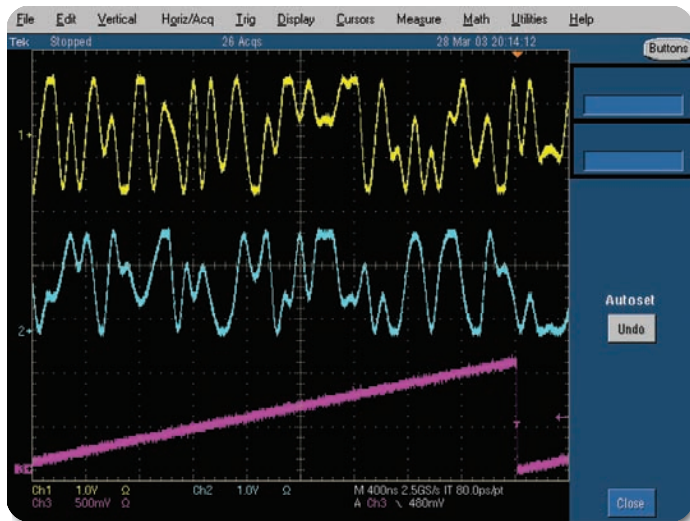 File Edit Vertical Horiz/Acq Trig Display Cursors Measure Math Utilities Help
Tek Stopped 26 Acqs 28 Mar 03 20:14:12 Buttons
1
2
T
Autoset
Undo
Ch1 1.0V Ω Ch2 1.0V Ω M 400ns 2.5GS/s IT 80.0ps/pt
Ch3 500mV Ω A Ch3 \ 480mV
Close